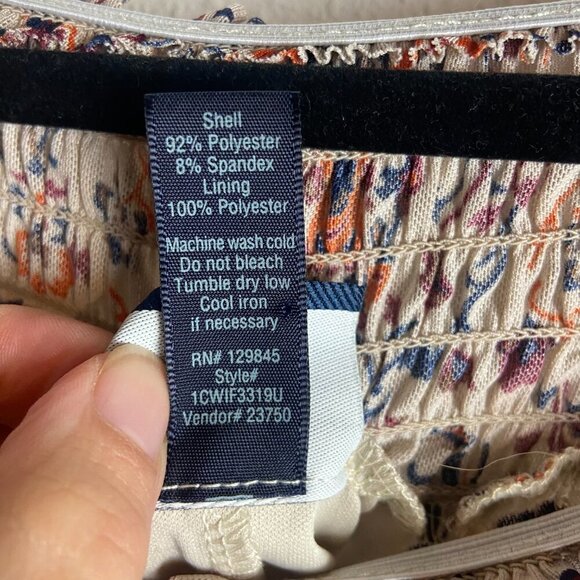 Shell
92% Polyester
8% Spandex
Lining
100% Polyester
Machine wash cold
Do not bleach
Tumble dry low
Cool iron
if necessary
RN# 129845
Style#
1CWIF3319U
Vendor# 23750